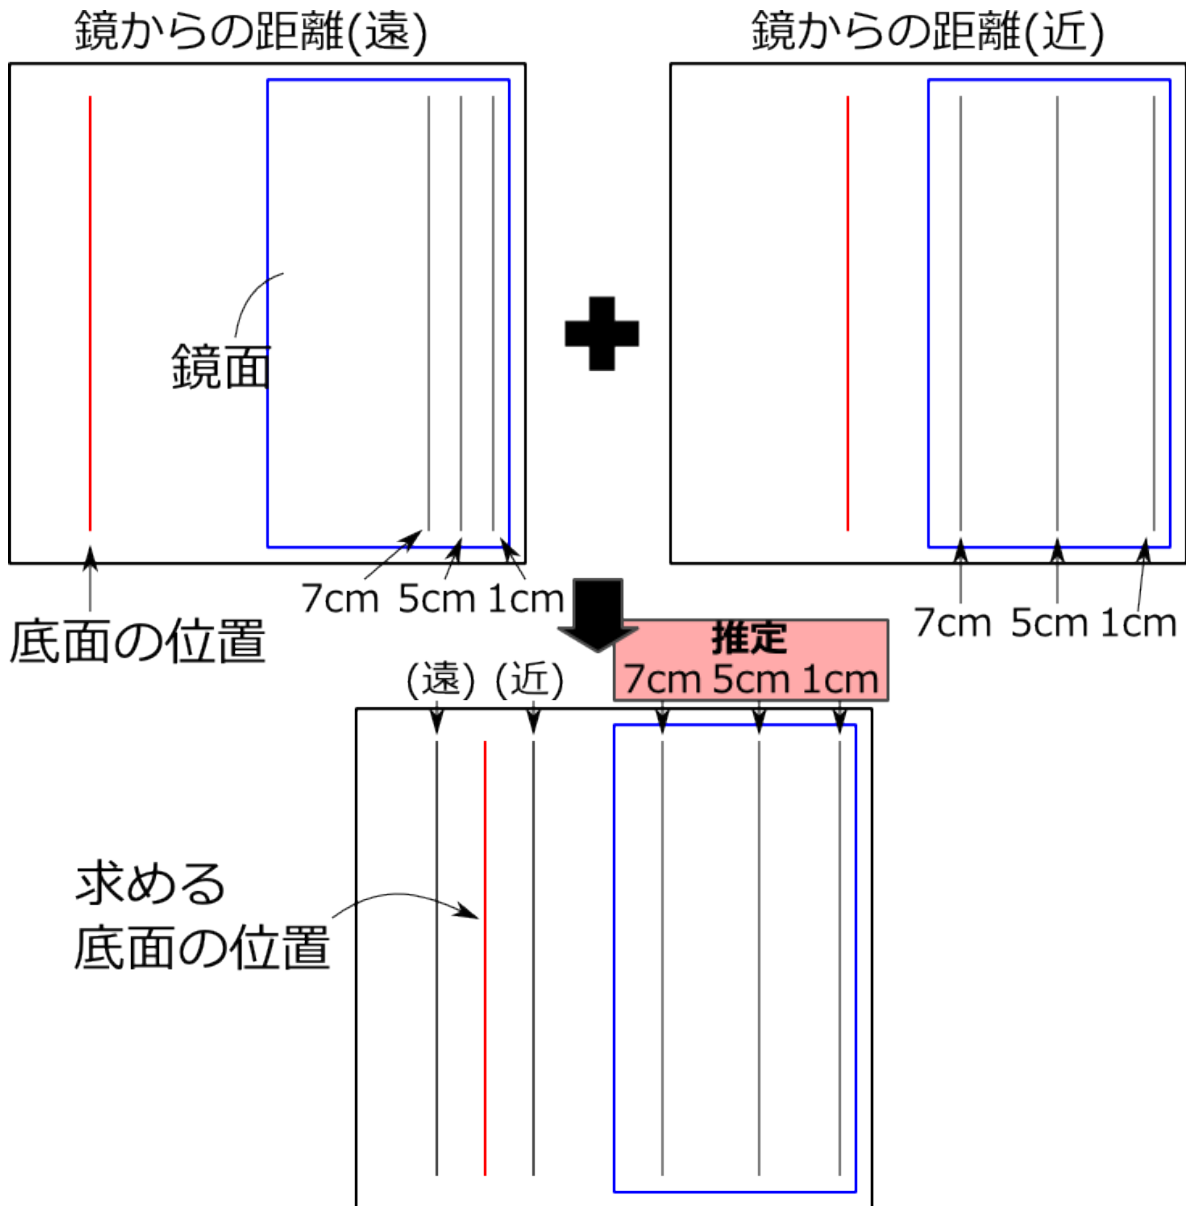 鏡からの距離(遠)
鏡からの距離(近)
鏡面
7cm 5cm 1cm
底面の位置
7cm 5cm 1cm
推定
7cm 5cm 1cm
(遠) (近)
求める
底面の位置